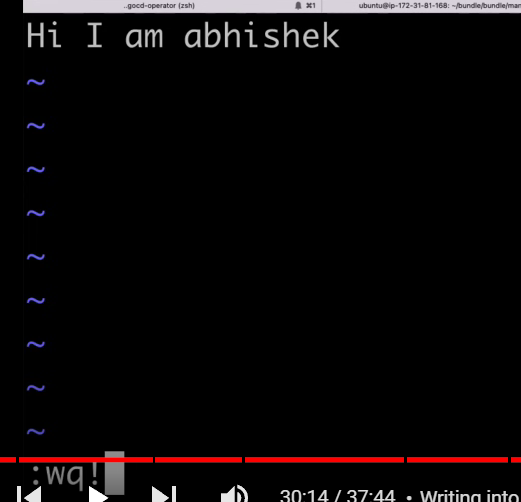 ..gocd-operator (zsh) ⌘1 ubuntu@ip-172-31-81-168: ~/bundle/bundle/man
Hi I am abhishek
~
~
~
~
~
~
~
~
~
:wq!
30:14 / 37:44 • Writing into